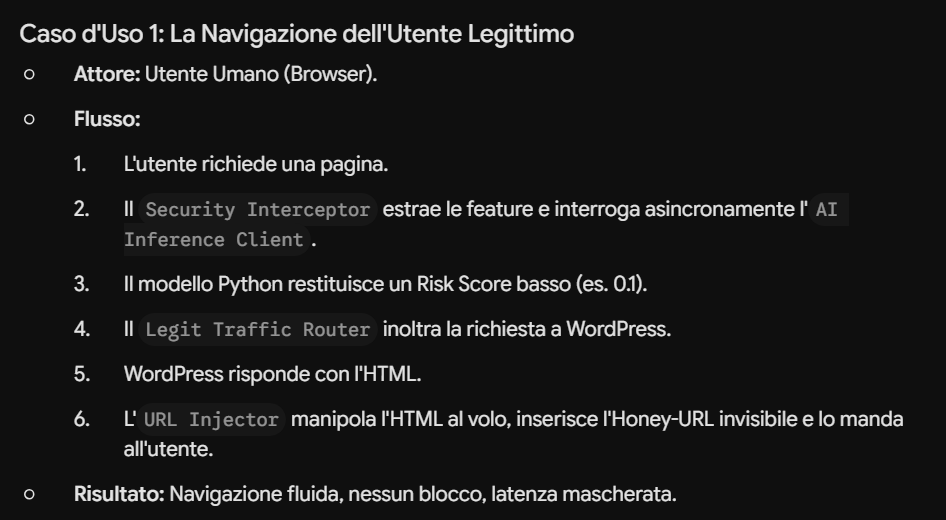 Caso d'Uso 1: La Navigazione dell'Utente Legittimo
Attore: Utente Umano (Browser).
Flusso:
1. L'utente richiede una pagina.
2. Il Security Interceptor estrae le feature e interroga asincronamente l' AI
Inference Client .
3. Il modello Python restituisce un Risk Score basso (es. 0.1).
4. Il Legit Traffic Router inoltra la richiesta a WordPress.
5. WordPress risponde con l'HTML.
6. L' URL Injector manipola l'HTML al volo, inserisce l'Honey-URL invisibile e lo manda
all'utente.
Risultato: Navigazione fluida, nessun blocco, latenza mascherata.